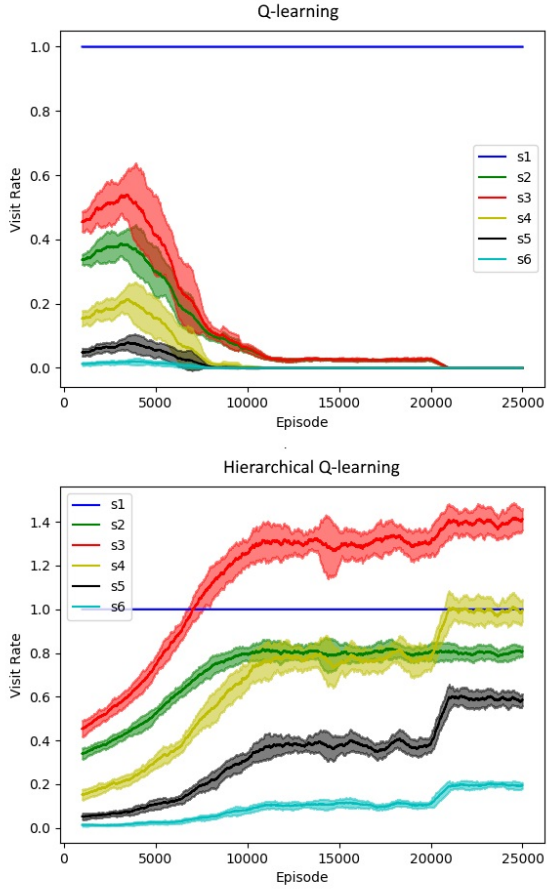 Q-learning
1.0
0.8
0.6
0.4
0.2
0.0
Visit Rate
s1
s2
s3
s4
s5
s6
0
5000
10000
15000
20000
25000
Episode
Hierarchical Q-learning
1.4
1.2
1.0
0.8
0.6
0.4
0.2
0.0
Visit Rate
s1
s2
s3
s4
s5
s6
0
5000
10000
15000
20000
25000
Episode